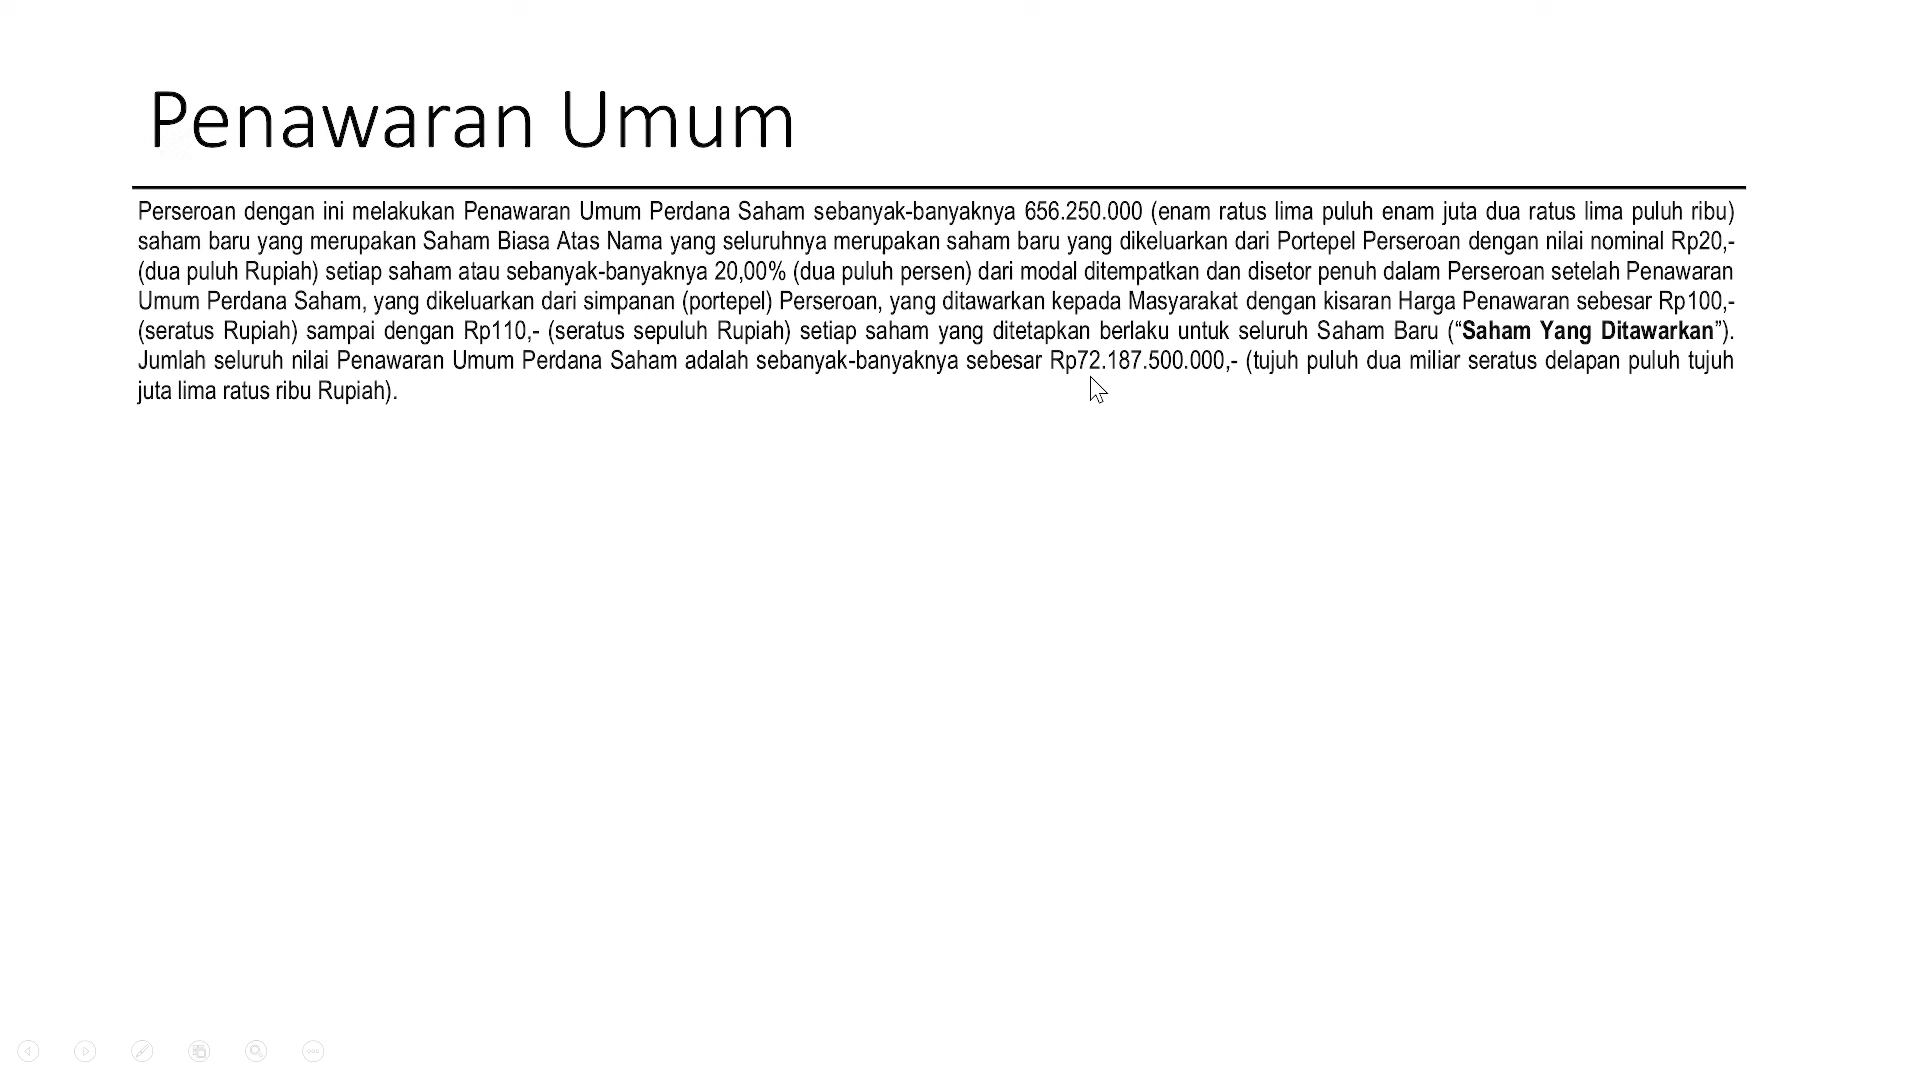 Penawaran Umum
Perseroan dengan ini melakukan Penawaran Umum Perdana Saham sebanyak-banyaknya 656.250.000 (enam ratus lima puluh enam juta dua ratus lima puluh ribu)
saham baru yang merupakan Saham Biasa Atas Nama yang seluruhnya merupakan saham baru yang dikeluarkan dari Portepel Perseroan dengan nilai nominal Rp20,-
(dua puluh Rupiah) setiap saham atau sebanyak-banyaknya 20,00% (dua puluh persen) dari modal ditempatkan dan disetor penuh dalam Perseroan setelah Penawaran
Umum Perdana Saham, yang dikeluarkan dari simpanan (portepel) Perseroan, yang ditawarkan kepada Masyarakat dengan kisaran Harga Penawaran sebesar Rp100,-
(seratus Rupiah) sampai dengan Rp110,- (seratus sepuluh Rupiah) setiap saham yang ditetapkan berlaku untuk seluruh Saham Baru (“Saham Yang Ditawarkan”).
Jumlah seluruh nilai Penawaran Umum Perdana Saham adalah sebanyak-banyaknya sebesar Rp72.187.500.000,- (tujuh puluh dua miliar seratus delapan puluh tujuh
juta lima ratus ribu Rupiah).